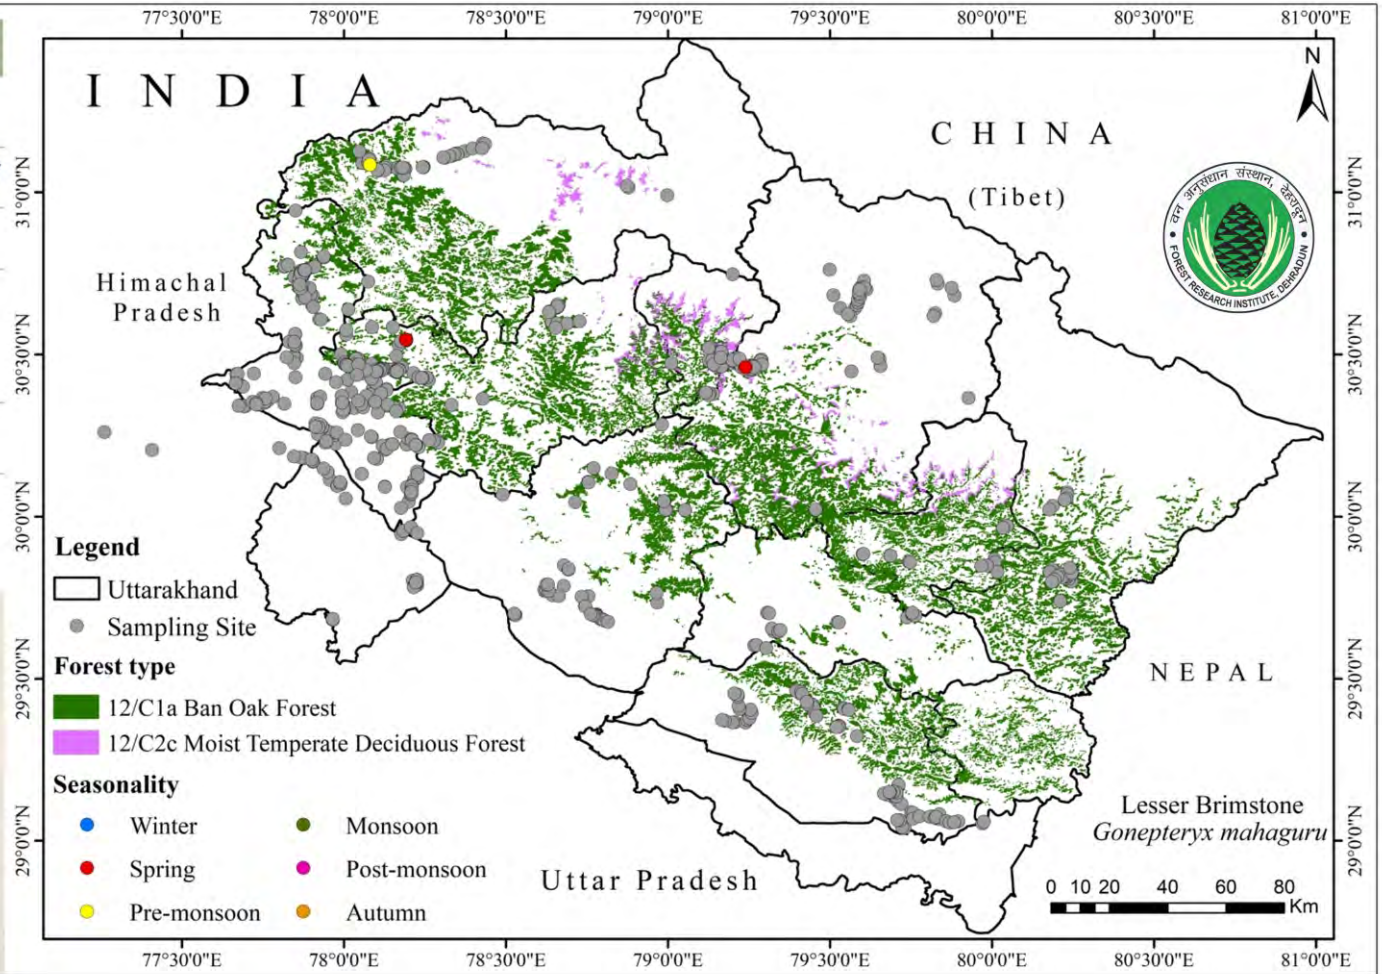 77°30'0"E 78°0'0"E 78°30'0"E 79°0'0"E 79°30'0"E 80°0'0"E 80°30'0"E 81°0'0"E
INDIA
N
CHINA
(Tibet)
वन अनुसंधान संस्थान, देहरादून
FOREST RESEARCH INSTITUTE, DEHRADUN
31°0'0"N
31°0'0"N
Himachal
Pradesh
30°30'0"N
30°30'0"N
30°0'0"N
30°0'0"N
Legend
Uttarakhand
Sampling Site
Forest type
12/C1a Ban Oak Forest
12/C2c Moist Temperate Deciduous Forest
29°30'0"N
29°30'0"N
NEPAL
Seasonality
Winter Monsoon
Spring Post-monsoon
Pre-monsoon Autumn
29°0'0"N
29°0'0"N
Uttar Pradesh
Lesser Brimstone
Gonepteryx mahaguru
0 10 20 40 60 80
Km
77°30'0"E 78°0'0"E 78°30'0"E 79°0'0"E 79°30'0"E 80°0'0"E 80°30'0"E 81°0'0"E